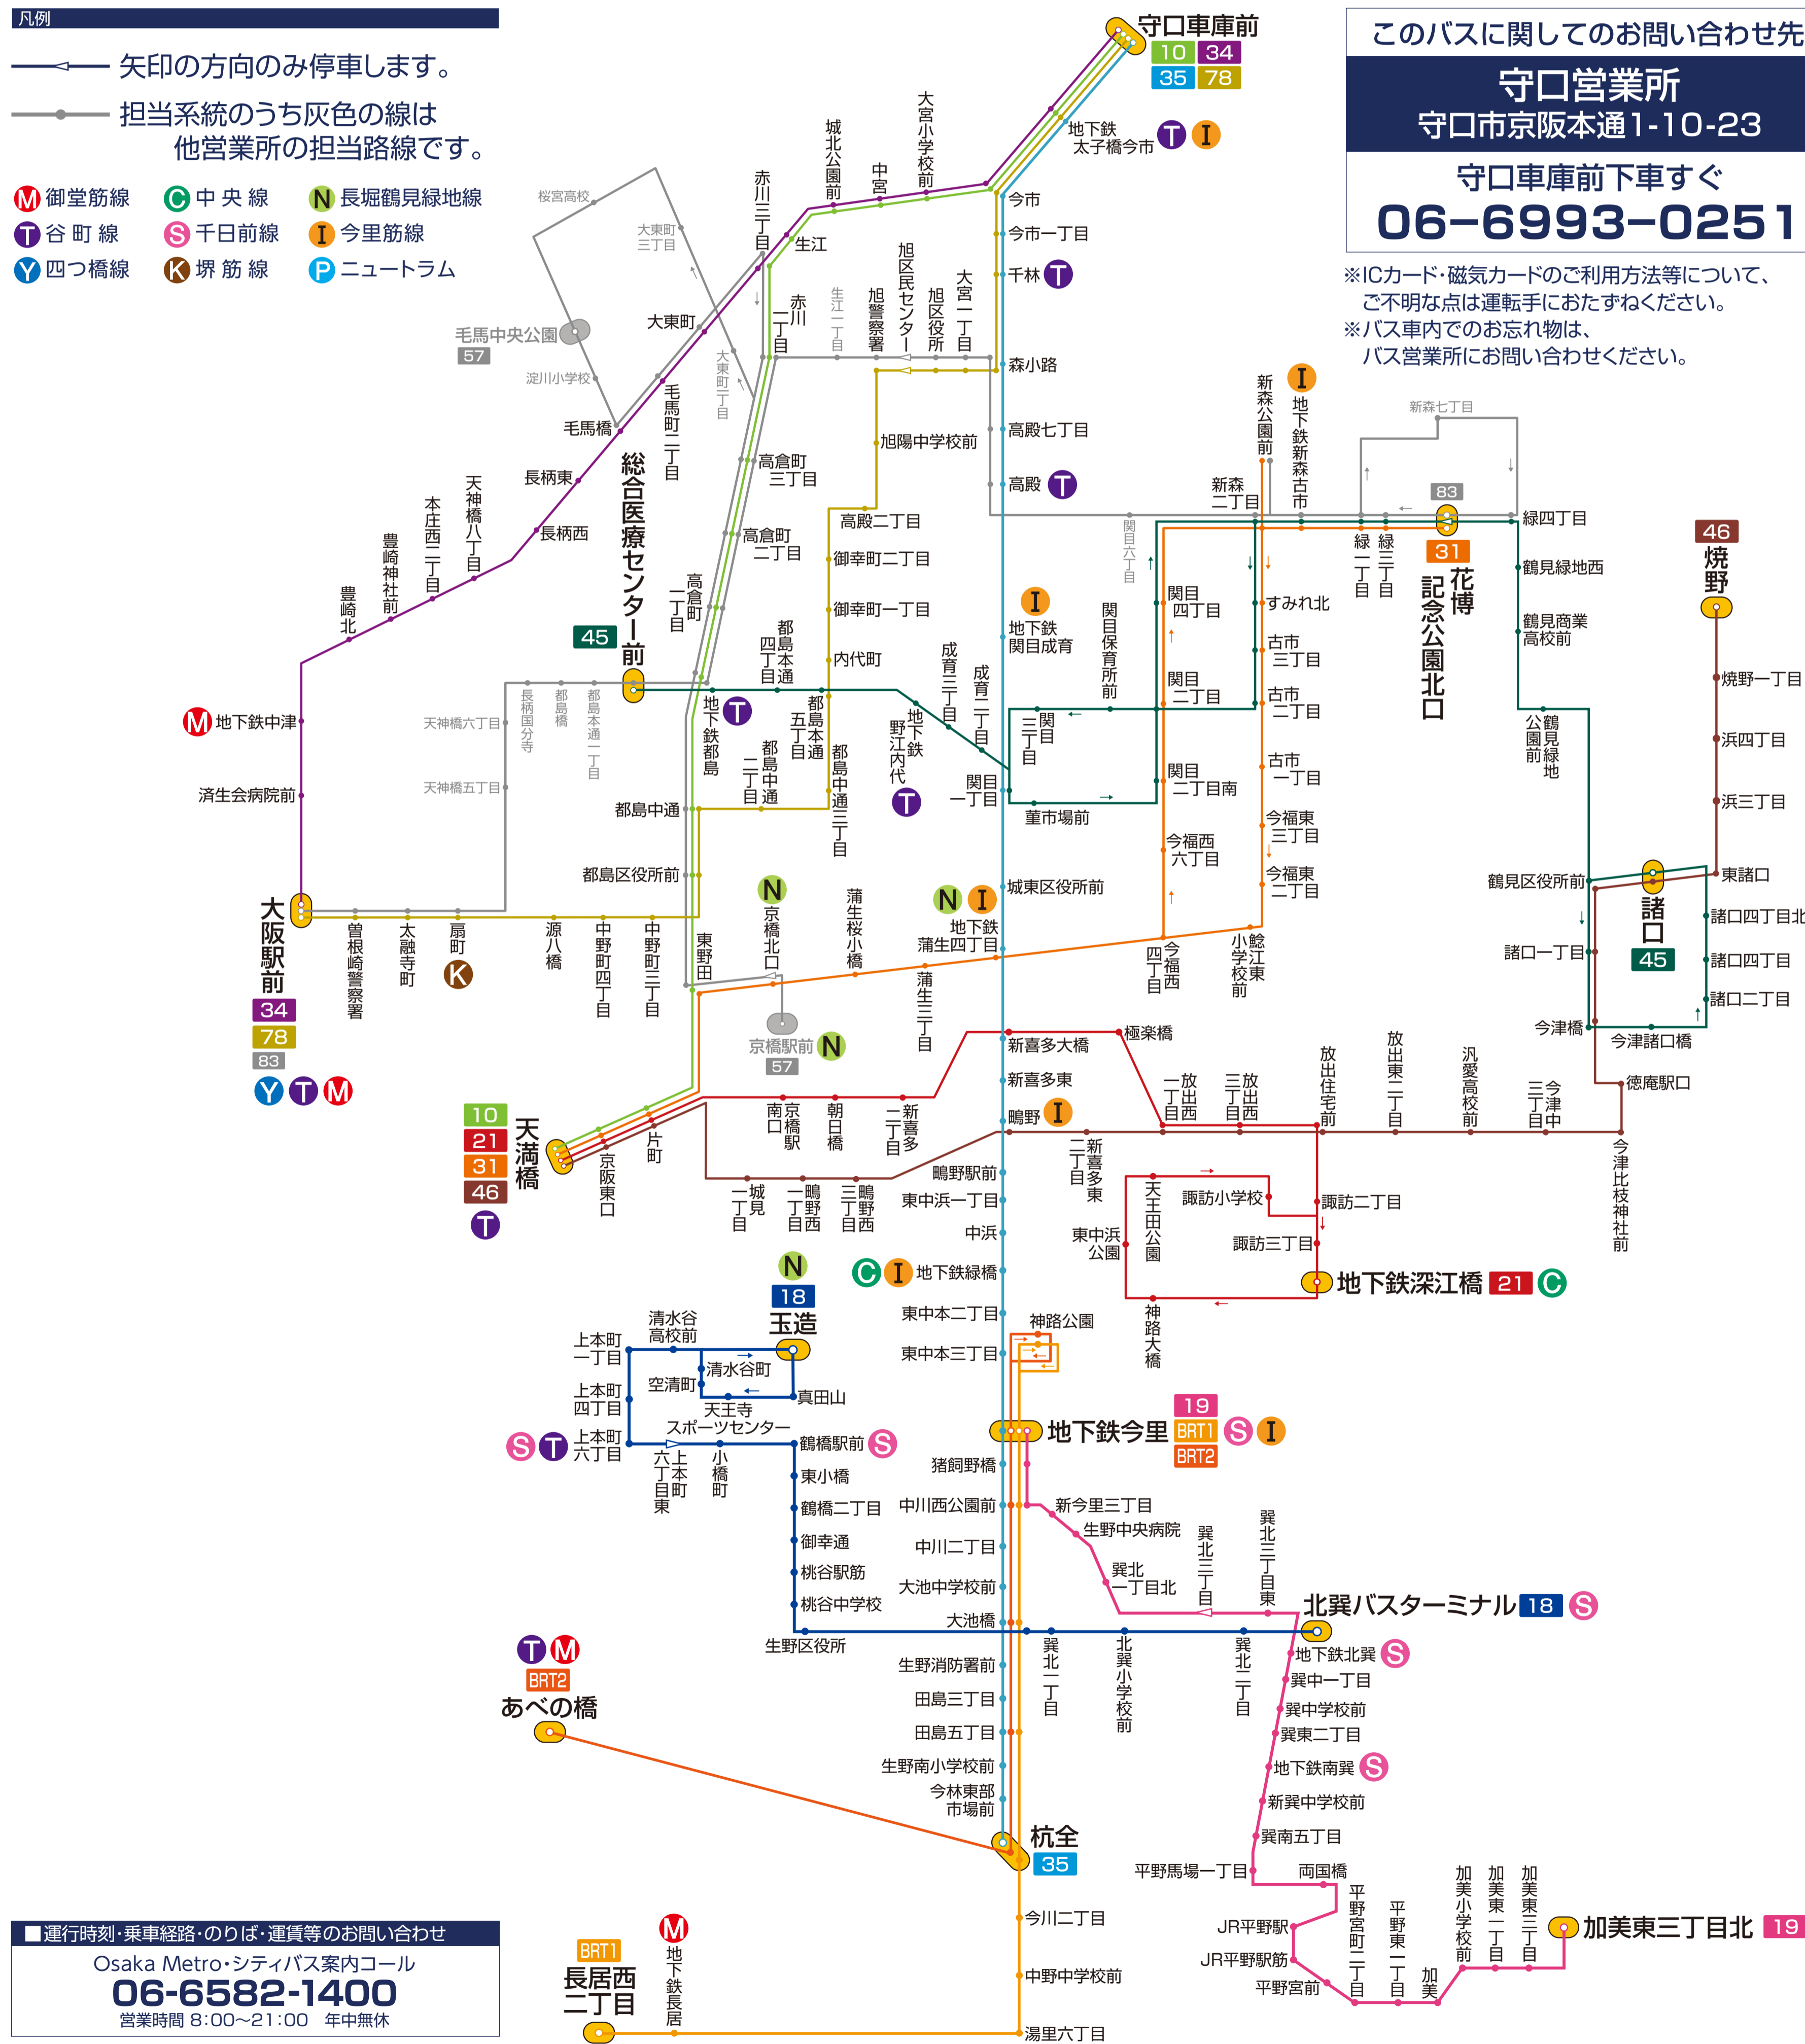 凡例
矢印の方向のみ停車します。
担当系統のうち灰色の線は
他営業所の担当路線です。
M 御堂筋線
C 中央線
N 長堀鶴見緑地線
T 谷町線
S 千日前線
I 今里筋線
Y 四つ橋線
K 堺筋線
P ニュートラム
このバスに関してのお問い合わせ先
守口営業所
守口市京阪本通1-10-23
守口車庫前下車すぐ
06-6993-0251
※ICカード・磁気カードのご利用方法等について、
ご不明な点は運転手におたずねください。
※バス車内でのお忘れ物は、
バス営業所にお問い合わせください。
守口車庫前
10 34
35 78
地下鉄
太子橋今市
T I
大宮小学校前
中宮
城北公園前
赤川三丁目
生江
今市
今市一丁目
千林 T
桜宮高校
大東町
三丁目
毛馬中央公園
57
淀川小学校
大東町
大東町二丁目
毛馬町二丁目
毛馬橋
赤川
一丁目
生江一丁目
旭警察署
旭区民センター
旭区役所
大宮一丁目
森小路
高殿七丁目
高殿 T
旭陽中学校前
高殿二丁目
御幸町二丁目
御幸町一丁目
内代町
高倉町
三丁目
高倉町
二丁目
高倉町
一丁目
長柄東
長柄西
天神橋八丁目
本庄西二丁目
豊崎神社前
豊崎北
M 地下鉄中津
済生会病院前
総合医療センター前
45
長柄国分寺
都島橋
都島本通一丁目
天神橋六丁目
天神橋五丁目
地下鉄都島
T
都島本通
四丁目
都島本通
五丁目
都島中通
二丁目
都島中通三丁目
都島中通
都島区役所前
地下鉄
野江内代
T
成育三丁目
成育二丁目
関目
一丁目
I
地下鉄
関目成育
関目
三丁目
関目保育所前
菫市場前
関目六丁目
関目
四丁目
関目
二丁目
関目
二丁目南
今福西
六丁目
新森公園前
I
地下鉄新森古市
新森
二丁目
すみれ北
古市
三丁目
古市
二丁目
古市
一丁目
今福東
三丁目
今福東
二丁目
新森七丁目
83
緑一丁目
緑三丁目
31
花博
記念公園北口
緑四丁目
鶴見緑地西
鶴見商業
高校前
鶴見緑地
公園前
46
焼野
焼野一丁目
浜四丁目
浜三丁目
東諸口
鶴見区役所前
諸口
45
諸口一丁目
諸口四丁目北
諸口四丁目
諸口二丁目
今津橋
今津諸口橋
徳庵駅口
大阪駅前
34
78
83
Y T M
曽根崎警察署
太融寺町
扇町
K
源八橋
中野町四丁目
中野町三丁目
東野田
N
京橋北口
京橋駅前 N
57
蒲生桜小橋
蒲生三丁目
城東区役所前
N I
地下鉄
蒲生四丁目
今福西
四丁目
鯰江東
小学校前
新喜多大橋
極楽橋
新喜多東
鴫野 I
鴫野駅前
東中浜一丁目
中浜
C I 地下鉄緑橋
東中本二丁目
東中本三丁目
放出西
一丁目
放出西
三丁目
放出住宅前
放出東二丁目
汎愛高校前
今津中
三丁目
今津比枝神社前
新喜多東
二丁目
10
21
31
46
天満橋
T
京阪東口
片町
京橋駅
南口
朝日橋
新喜多
二丁目
城見
一丁目
鴫野西
一丁目
鴫野西
三丁目
天王田公園
諏訪小学校
諏訪二丁目
諏訪三丁目
東中浜
公園
神路大橋
地下鉄深江橋 21 C
神路公園
N
18
玉造
清水谷
高校前
上本町
一丁目
清水谷町
空清町
上本町
四丁目
天王寺
スポーツセンター
真田山
S T 上本町
六丁目
上本町
六丁目東
小橋町
鶴橋駅前 S
東小橋
鶴橋二丁目
御幸通
桃谷駅筋
桃谷中学校
生野区役所
地下鉄今里
19
BRT1
BRT2
S I
猪飼野橋
中川西公園前
中川二丁目
大池中学校前
大池橋
生野消防署前
田島三丁目
田島五丁目
生野南小学校前
今林東部
市場前
新今里三丁目
生野中央病院
巽北
一丁目北
巽北三丁目
巽北三丁目東
巽北一丁目
北巽小学校前
巽北二丁目
北巽バスターミナル 18 S
地下鉄北巽 S
巽中一丁目
巽中学校前
巽東二丁目
地下鉄南巽 S
新巽中学校前
巽南五丁目
平野馬場一丁目
両国橋
JR平野駅
JR平野駅筋
平野宮前
平野宮町二丁目
平野東一丁目
加美
加美小学校前
加美東一丁目
加美東三丁目
加美東三丁目北 19
T M
BRT2
あべの橋
杭全
35
今川二丁目
中野中学校前
湯里六丁目
BRT1
長居西
二丁目
M
地下鉄長居
■運行時刻・乗車経路・のりば・運賃等のお問い合わせ
Osaka Metro・シティバス案内コール
06-6582-1400
営業時間 8:00〜21:00 年中無休